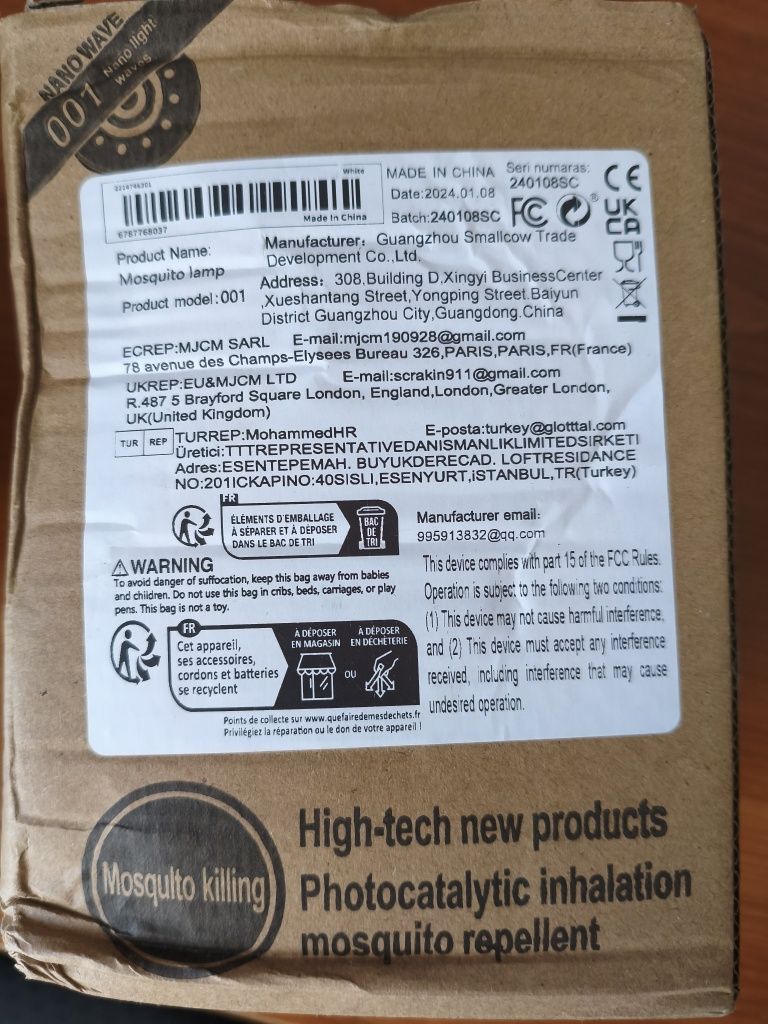 NANO WAVE
001 Nano light
waves
2214746201 White
Made In China
6787768037
MADE IN CHINA
Date:2024.01.08
Batch:240108SC
Seri numaras:
240108SC
FC ®
CE
UK
CA
Product Name:
Mosquito lamp
Product model:001
Manufacturer: Guangzhou Smallcow Trade
Development Co.,Ltd.
Address: 308,Building D,Xingyi BusinessCenter
,Xueshantang Street,Yongping Street.Baiyun
District Guangzhou City,Guangdong.China
ECREP:MJCM SARL E-mail:mjcm190928@gmail.com
78 avenue des Champs-Elysees Bureau 326,PARIS,PARIS,FR(France)
UKREP:EU&MJCM LTD E-mail:scrakin911@gmail.com
R.487 5 Brayford Square London, England,London,Greater London,
UK(United Kingdom)
TUR REP TURREP:MohammedHR E-posta:turkey@glotttal.com
Üretici:TTTREPRESENTATIVEDANISMANLIKLIMITEDSIRKETI
Adres:ESENTEPEMAH. BUYUKDERECAD. LOFTRESIDANCE
NO:201ICKAPINO:40SISLI,ESENYURT,iSTANBUL,TR(Turkey)
FR
ÉLÉMENTS D'EMBALLAGE
À SÉPARER ET À DÉPOSER
DANS LE BAC DE TRI
BAC
DE
TRI
Manufacturer email:
995913832@qq.com
WARNING
To avoid danger of suffocation, keep this bag away from babies
and children. Do not use this bag in cribs, beds, carriages, or play
pens. This bag is not a toy.
FR
Cet appareil,
ses accessoires,
cordons et batteries
se recyclent
À DÉPOSER
EN MAGASIN
OU
À DÉPOSER
EN DÉCHÈTERIE
Points de collecte sur www.quefairedemesdechets.fr
Privilégiez la réparation ou le don de votre appareil !
This device complies with part 15 of the FCC Rules.
Operation is subject to the following two conditions:
(1) This device may not cause harmful interference,
and (2) This device must accept any interference
received, including interference that may cause
undesired operation.
Mosquito killing
High-tech new products
Photocatalytic inhalation
mosquito repellent